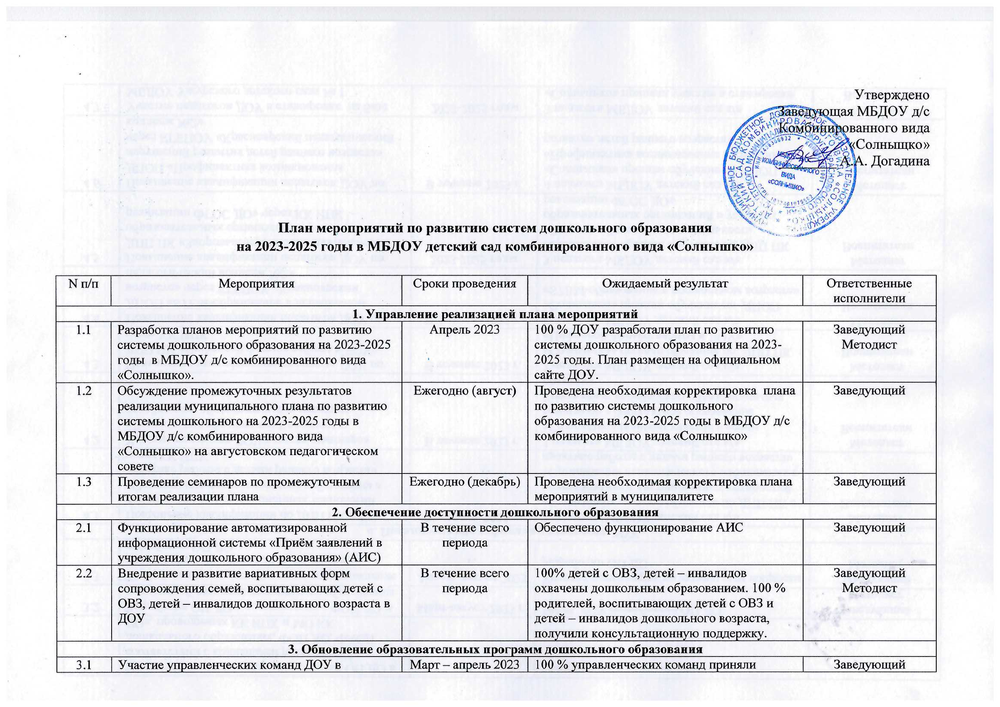 Утверждено
Заведующая МБДОУ д/с
Комбинированного вида
«Солныщко»
А.А. Догадина
МБДОУ Д/С
КОМБИНИРОВАННОГО
ВИДА
«СОЛНЫШКО»
План мероприятий по развитию систем дошкольного образования
на 2023-2025 годы в МБДОУ детский сад комбинированного вида «Солнышко»
N п/п Мероприятия Сроки проведения Ожидаемый результат Ответственные
исполнители
1. Управление реализацией плана мероприятий
1.1 Разработка планов мероприятий по развитию Апрель 2023 100 % ДОУ разработали план по развитию Заведующий
системы дошкольного образования на 2023-2025 системы дошкольного образования на 2023- Методист
годы в МБДОУ д/с комбинированного вида 2025 годы. План размещен на официальном
«Солнышко». сайте ДОУ.
1.2 Обсуждение промежуточных результатов Ежегодно (август) Проведена необходимая корректировка плана Заведующий
реализации муниципального плана по развитию по развитию системы дошкольного
системы дошкольного на 2023-2025 годы в образования на 2023-2025 годы в МБДОУ д/с
МБДОУ д/с комбинированного вида комбинированного вида «Солнышко»
«Солнышко» на августовском педагогическом
совете
1.3 Проведение семинаров по промежуточным Ежегодно (декабрь) Проведена необходимая корректировка плана Заведующий
итогам реализации плана мероприятий в муниципалитете
2. Обеспечение доступности дошкольного образования
2.1 Функционирование автоматизированной В течение всего Обеспечено функционирование АИС Заведующий
информационной системы «Приём заявлений в периода
учреждения дошкольного образования» (АИС)
2.2 Внедрение и развитие вариативных форм В течение всего 100% детей с ОВЗ, детей – инвалидов Заведующий
сопровождения семей, воспитывающих детей с периода охвачены дошкольным образованием. 100 % Методист
ОВЗ, детей – инвалидов дошкольного возраста в родителей, воспитывающих детей с ОВЗ и
ДОУ детей – инвалидов дошкольного возраста,
получили консультационную поддержку.
3. Обновление образовательных программ дошкольного образования
3.1 Участие управленческих команд ДОУ в Март – апрель 2023 100 % управленческих команд приняли Заведующий